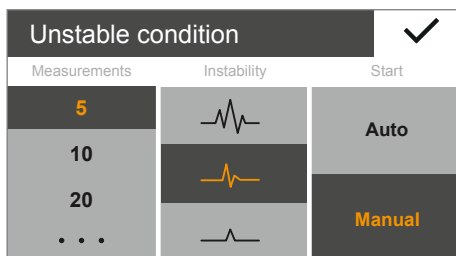 Unstable condition
Measurements Instability Start
5
10
20
. . .
Auto
Manual